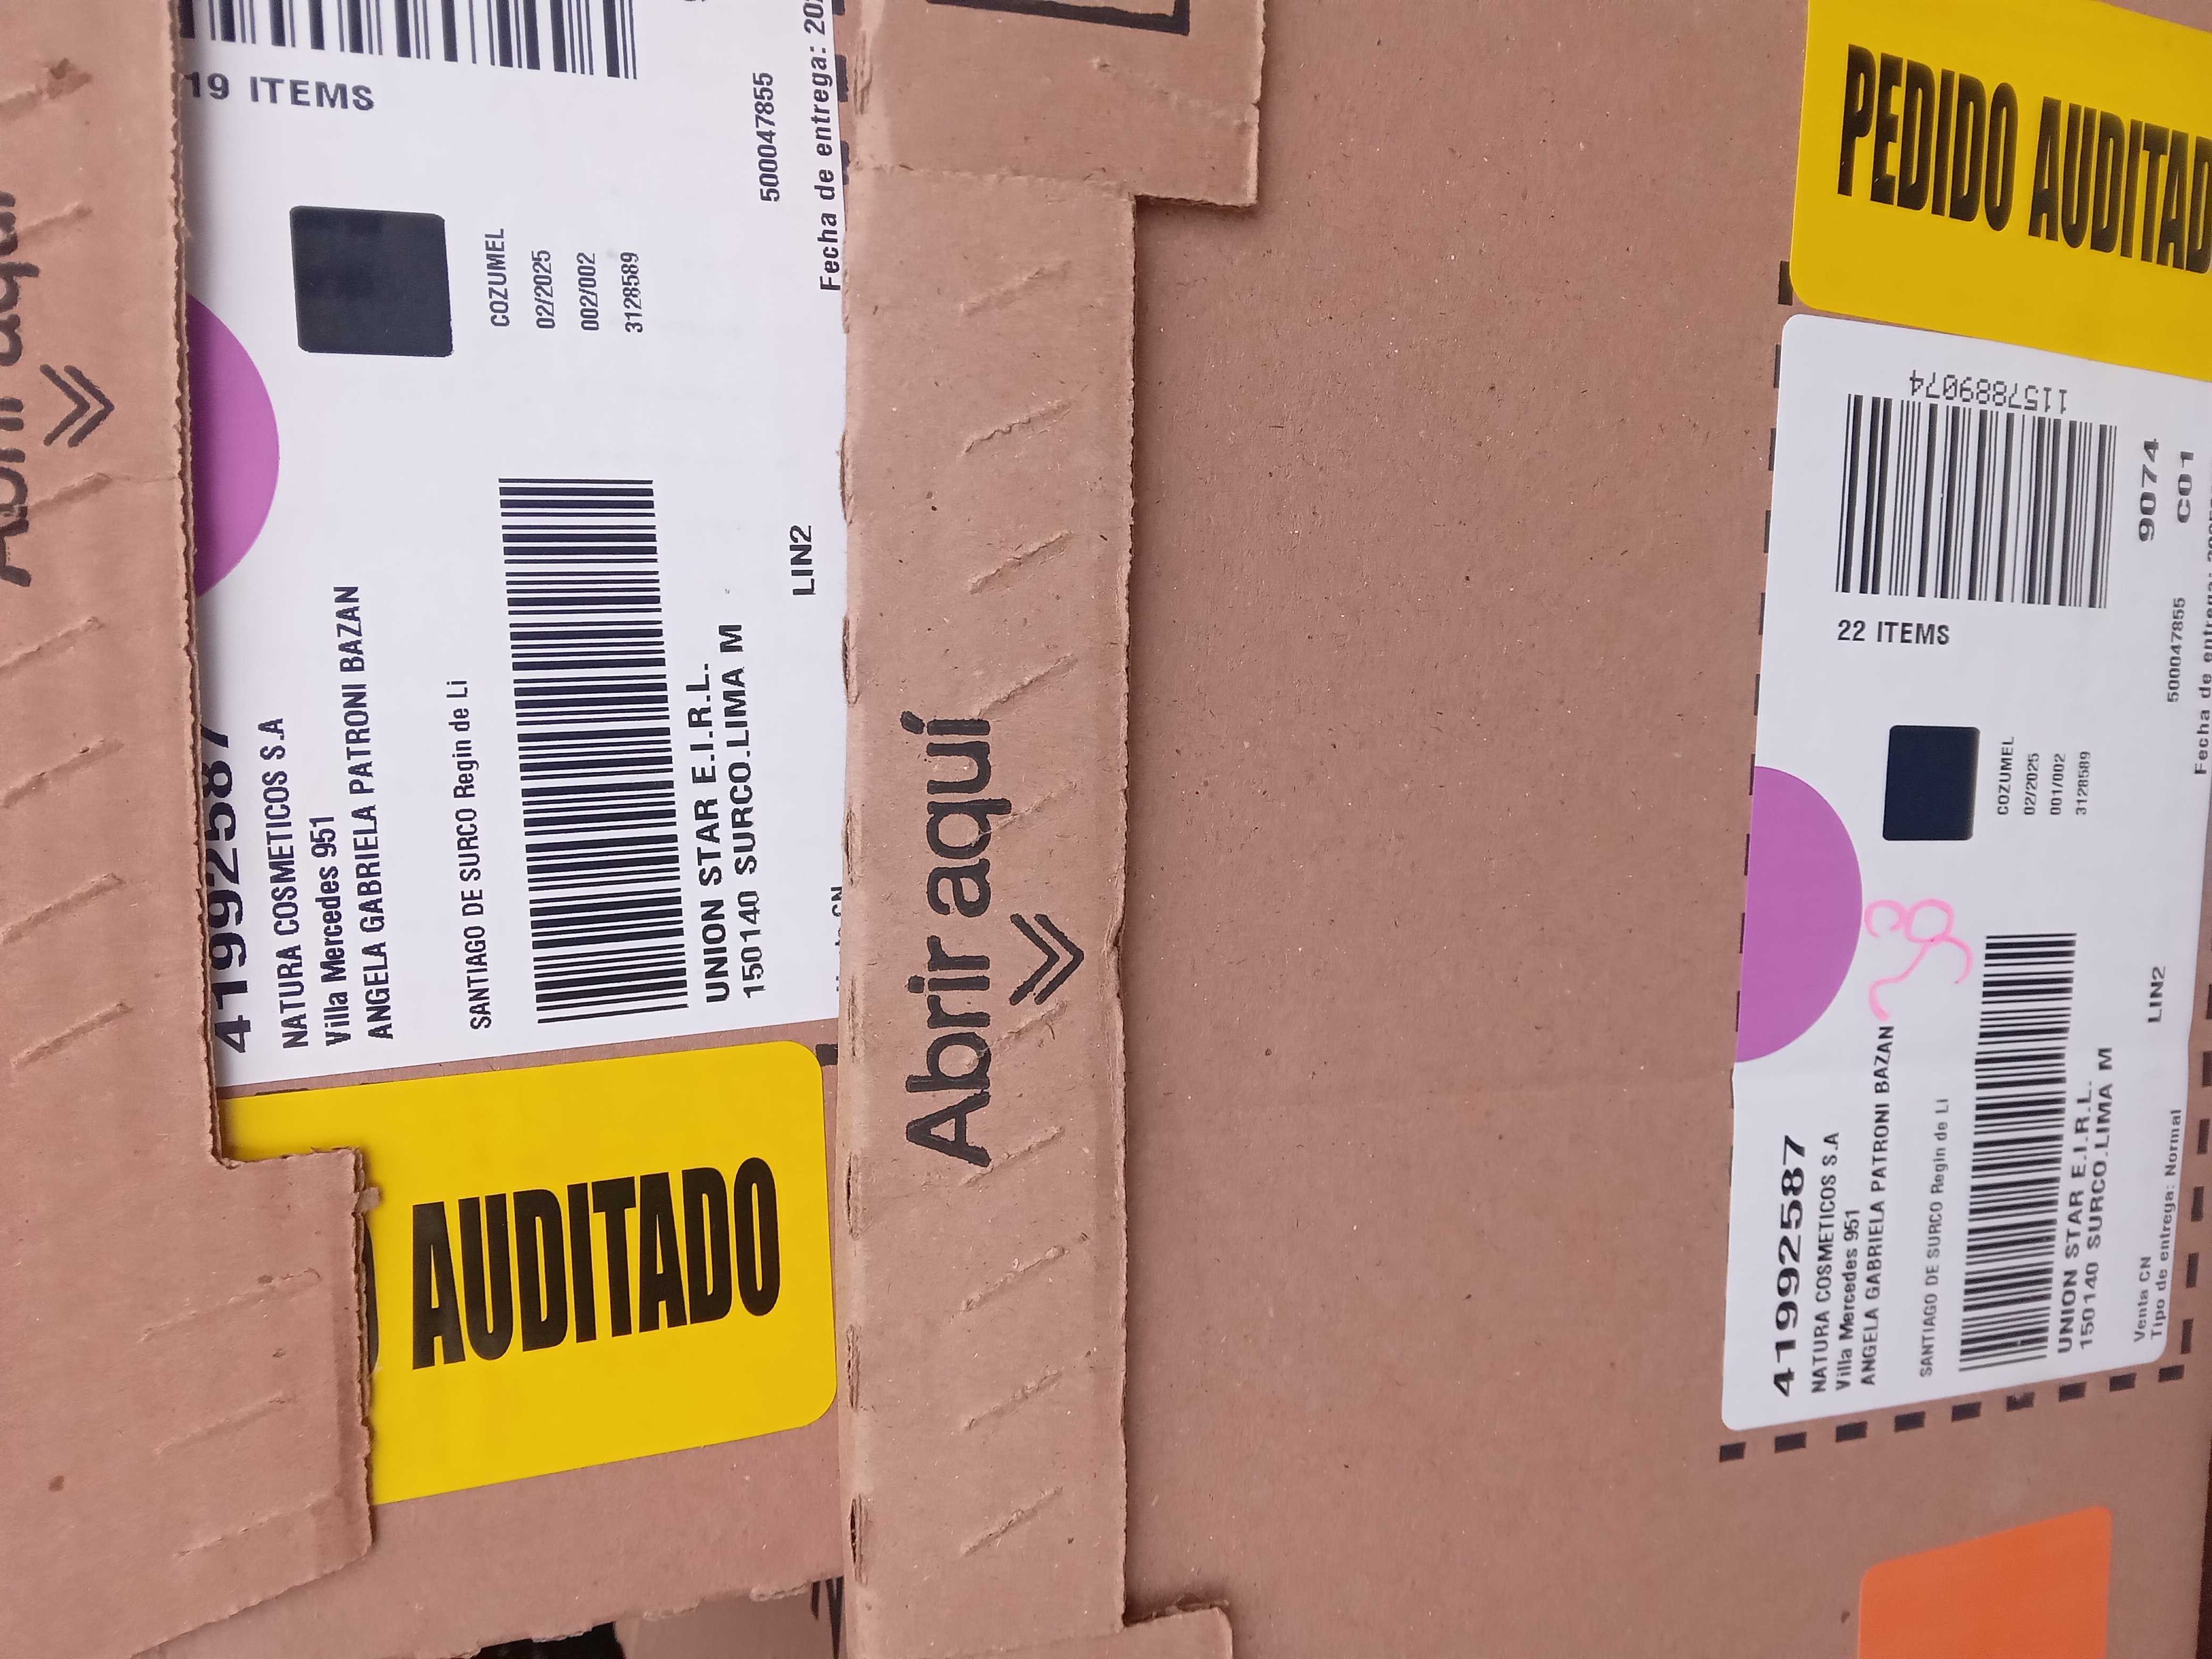 Abrir aquí
19 ITEMS
41992587
NATURA COSMETICOS S.A
Villa Mercedes 951
ANGELA GABRIELA PATRONI BAZAN
SANTIAGO DE SURCO Regin de Li
COZUMEL
02/2025
002/002
3128589
UNION STAR E.I.R.L.
150140 SURCO.LIMA M
LIN2
500047855
Fecha de entrega: 20
CN
AUDITADO
Abrir aquí
PEDIDO AUDITAD
1157889074
22 ITEMS
41992587
NATURA COSMETICOS S.A
Villa Mercedes 951
ANGELA GABRIELA PATRONI BAZAN
SANTIAGO DE SURCO Regin de Li
COZUMEL
02/2025
001/002
3128589
UNION STAR E.I.R.L.
150140 SURCO.LIMA M
9074
C01
LIN2
500047855
Venta CN
Tipo de entrega: Normal
Fecha de entrega: